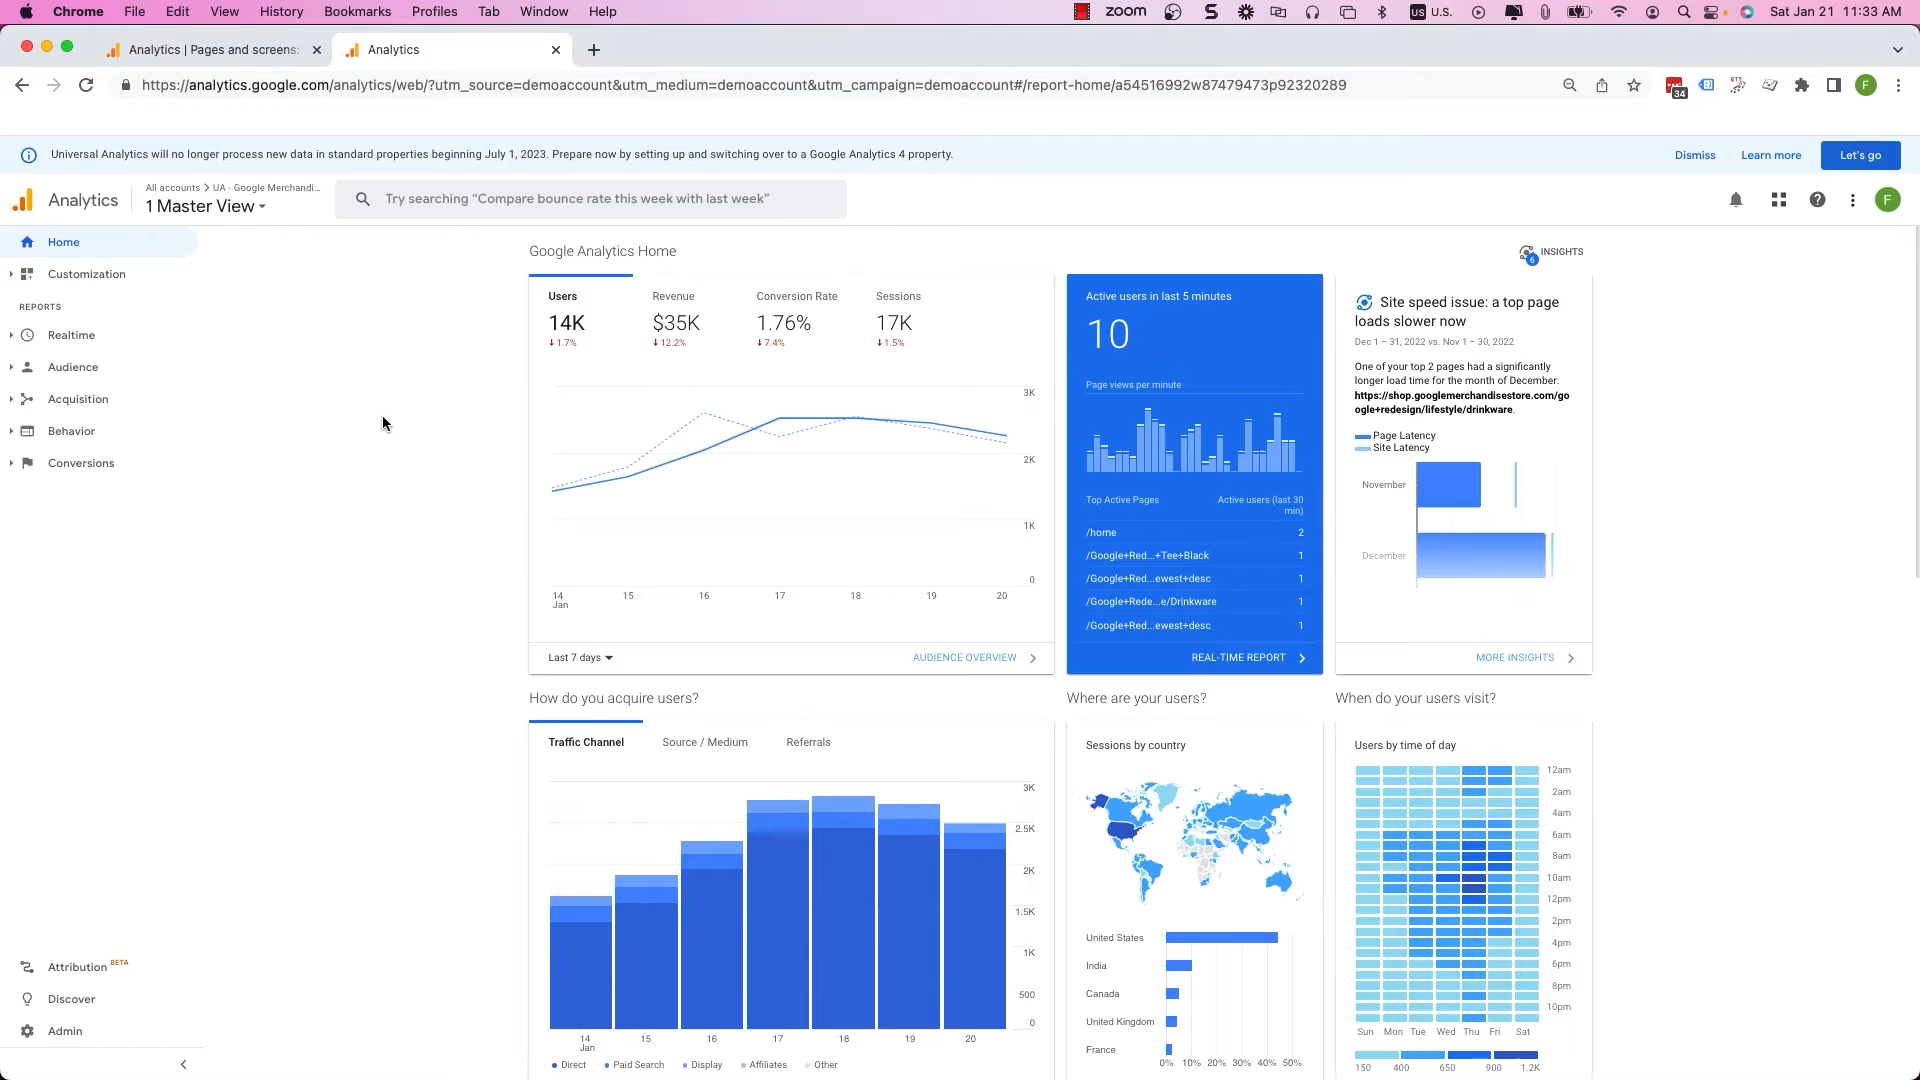 Chrome File Edit View History Bookmarks Profiles Tab Window Help
zoom U.S. Sat Jan 21 11:33 AM
Analytics | Pages and screens:
Analytics
https://analytics.google.com/analytics/web/?utm_source=demoaccount&utm_medium=demoaccount&utm_campaign=demoaccount#/report-home/a54516992w87479473p92320289
34
F
Universal Analytics will no longer process new data in standard properties beginning July 1, 2023. Prepare now by setting up and switching over to a Google Analytics 4 property.
Dismiss Learn more Let's go
Analytics
All accounts > UA - Google Merchandi...
1 Master View
Try searching “Compare bounce rate this week with last week”
F
Home
Customization
REPORTS
Realtime
Audience
Acquisition
Behavior
Conversions
Attribution BETA
Discover
Admin
Google Analytics Home
INSIGHTS
6
Users Revenue Conversion Rate Sessions
14K $35K 1.76% 17K
1.7% 12.2% 7.4% 1.5%
3K
2K
1K
0
14 15 16 17 18 19 20
Jan
Last 7 days
AUDIENCE OVERVIEW
Active users in last 5 minutes
10
Page views per minute
Top Active Pages Active users (last 30
min)
/home 2
/Google+Red...+Tee+Black 1
/Google+Red...ewest+desc 1
/Google+Rede...e/Drinkware 1
/Google+Red...ewest+desc 1
REAL-TIME REPORT
Site speed issue: a top page
loads slower now
Dec 1 – 31, 2022 vs. Nov 1 – 30, 2022
One of your top 2 pages had a significantly
longer load time for the month of December:
https://shop.googlemerchandisestore.com/go
ogle+redesign/lifestyle/drinkware.
Page Latency
Site Latency
November
December
MORE INSIGHTS
How do you acquire users?
Traffic Channel Source / Medium Referrals
3K
2.5K
2K
1.5K
1K
500
0
14 15 16 17 18 19 20
Jan
Direct Paid Search Display Affiliates Other
Where are your users?
Sessions by country
United States
India
Canada
United Kingdom
France
0% 10% 20% 30% 40% 50%
When do your users visit?
Users by time of day
12am
2am
4am
6am
8am
10am
12pm
2pm
4pm
6pm
8pm
10pm
Sun Mon Tue Wed Thu Fri Sat
150 400 650 900 1.2K